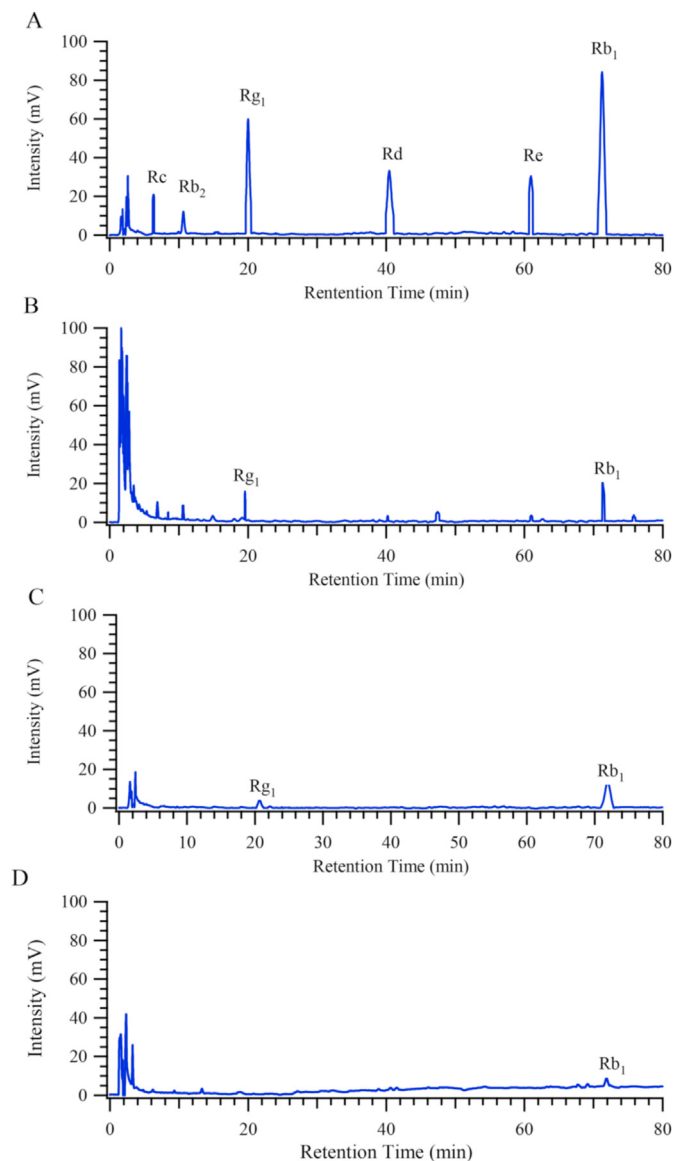 A
100
80
60
40
20
0
Intensity (mV)
Rc
Rb2
Rg1
Rd
Re
Rb1
0 20 40 60 80
Rentention Time (min)
B
100
80
60
40
20
0
Intensity (mV)
Rg1
Rb1
0 20 40 60 80
Retention Time (min)
C
100
80
60
40
20
0
Intensity (mV)
Rg1
Rb1
0 10 20 30 40 50 60 70 80
Retention Time (min)
D
100
80
60
40
20
0
Intensity (mV)
Rb1
0 20 40 60 80
Retention Time (min)